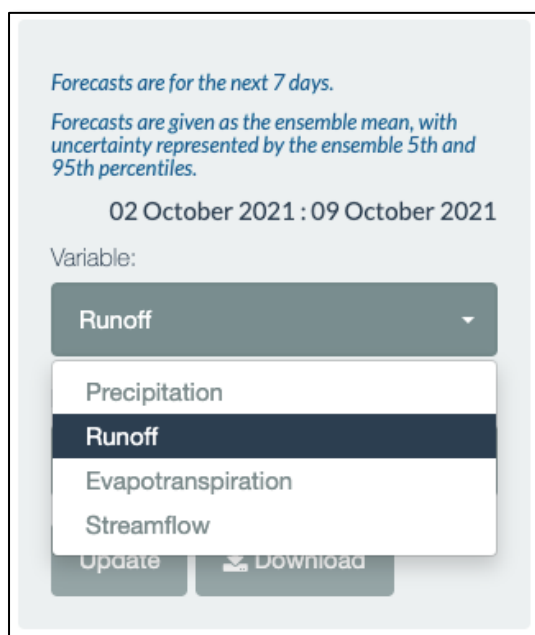 Forecasts are for the next 7 days.
Forecasts are given as the ensemble mean, with
uncertainty represented by the ensemble 5th and
95th percentiles.
02 October 2021 : 09 October 2021
Variable:
Runoff
Precipitation
Runoff
Evapotranspiration
Streamflow
Update Download